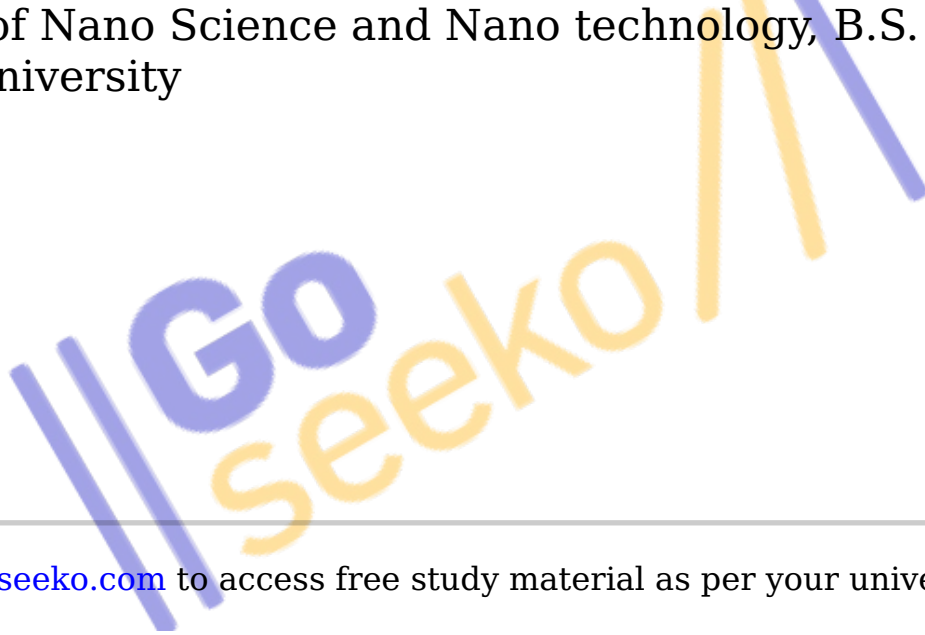 of Nano Science and Nano technology, B.S.
niversity
Go
seeko
seeko.com to access free study material as per your unive